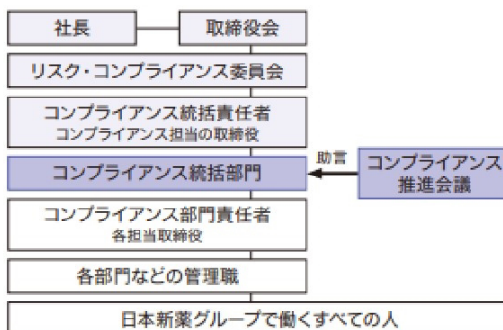 社長
取締役会
リスク・コンプライアンス委員会
コンプライアンス統括責任者
コンプライアンス担当の取締役
コンプライアンス統括部門
助言
コンプライアンス
推進会議
コンプライアンス部門責任者
各担当取締役
各部門などの管理職
日本新薬グループで働くすべての人